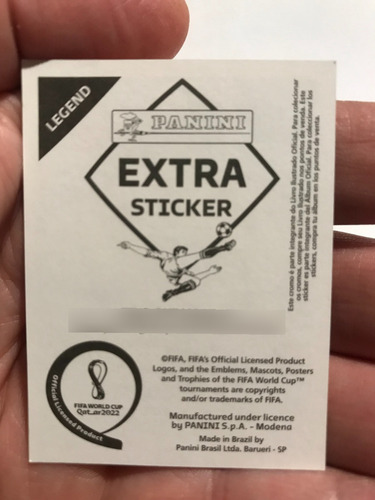 LEGEND
PANINI
EXTRA
STICKER
Este cromo é parte integrante do Livro Ilustrado Oficial. Para colecionar
os cromos, compre seu Livro Ilustrado nos pontos de venda. Este
sticker es parte integrante del Álbum Oficial. Para coleccionar los
stickers, compra tu álbum en los puntos de venta.
©FIFA, FIFA's Official Licensed Product
Logos, and the Emblems, Mascots, Posters
and Trophies of the FIFA World Cup™
tournaments are copyrights
and/or trademarks of FIFA.
FIFA WORLD CUP
Qatar2022
Official Licensed Product
Manufactured under licence
by PANINI S.p.A. - Modena
Made in Brazil by
Panini Brasil Ltda. Barueri - SP